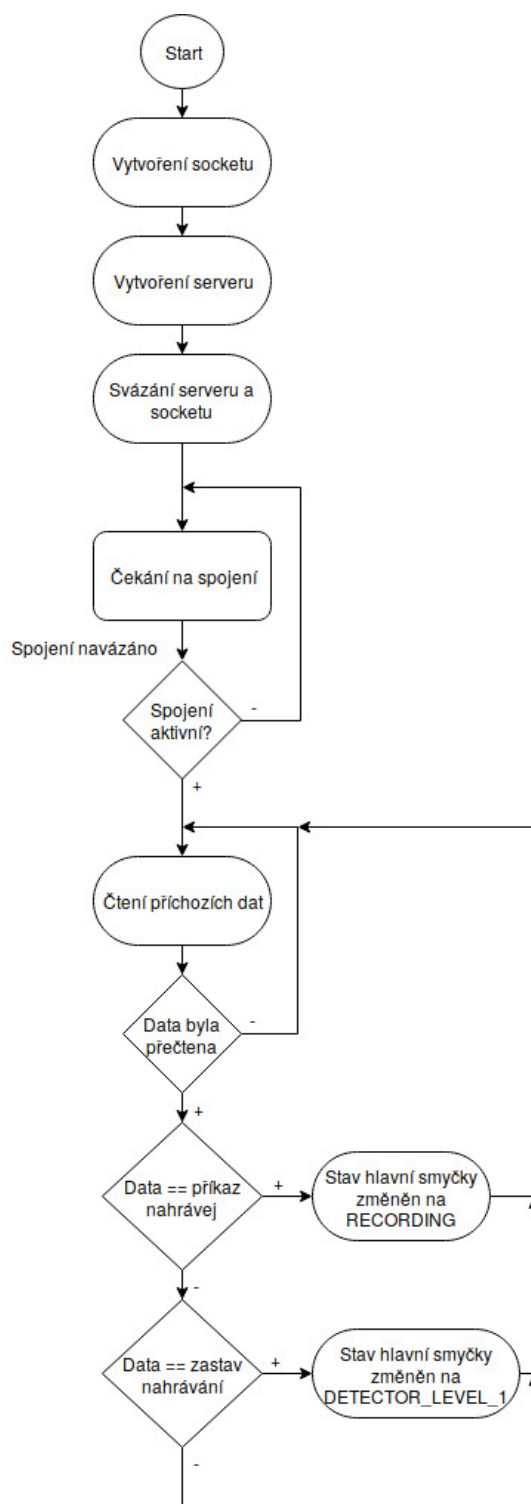 Start
Vytvoření socketu
Vytvoření serveru
Svázání serveru a
socketu
Čekání na spojení
Spojení navázáno
Spojení
aktivní?
-
+
Čtení příchozích dat
Data byla
přečtena
-
+
Data == příkaz
nahrávej
+
Stav hlavní smyčky
změněn na
RECORDING
-
Data == zastav
nahrávání
+
Stav hlavní smyčky
změněn na
DETECTOR_LEVEL_1
-